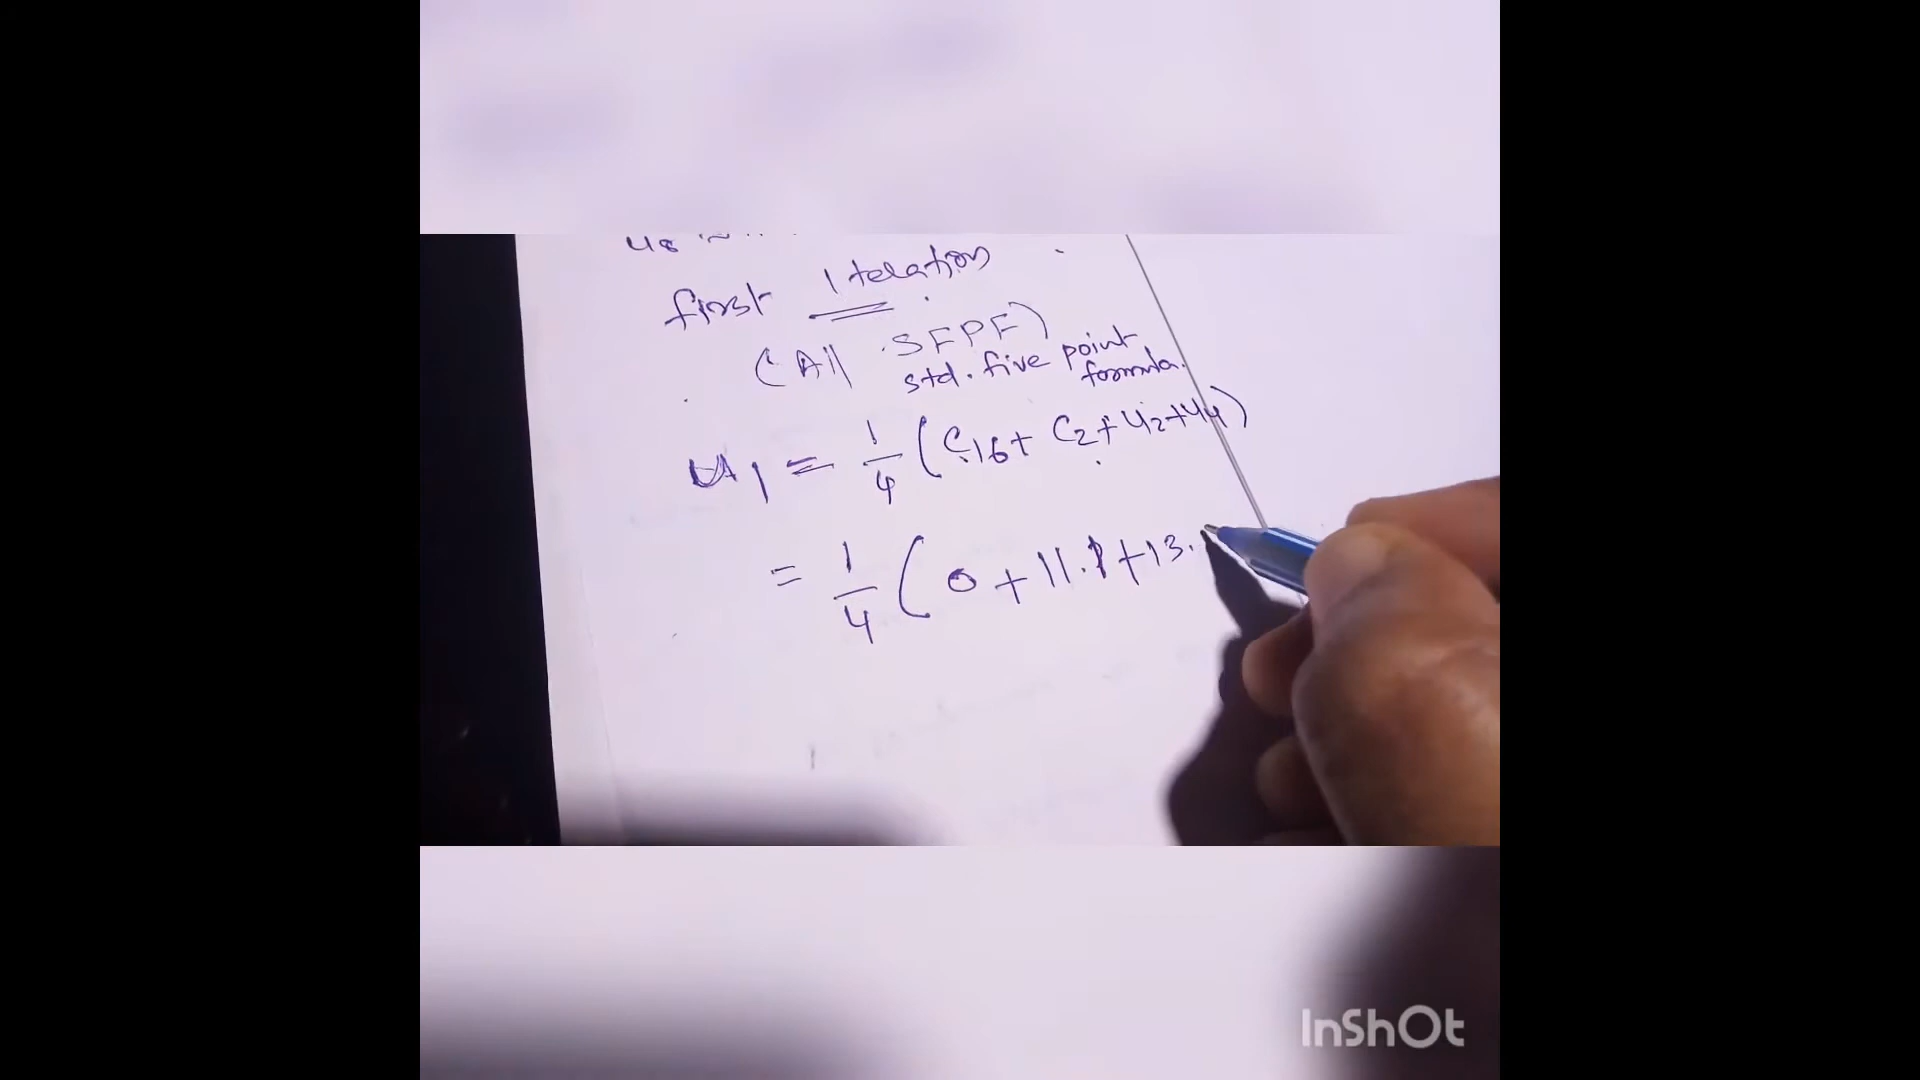 u8
first Iteration
(All SFPF)
std. five point
formula.
u1 = 1/4 (C16 + C2 + u2 + u4)
= 1/4 ( 0 + 11.1 + 13.
InShOt